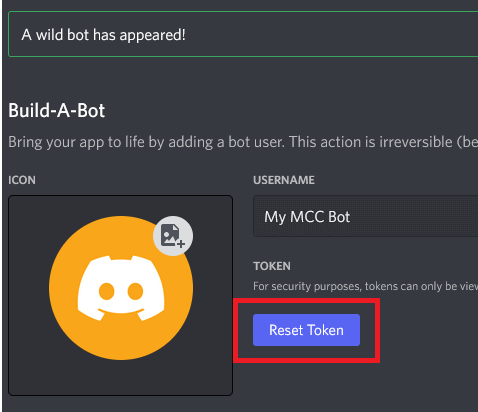 A wild bot has appeared!
Build-A-Bot
Bring your app to life by adding a bot user. This action is irreversible (be
ICON
USERNAME
My MCC Bot
TOKEN
For security purposes, tokens can only be view
Reset Token